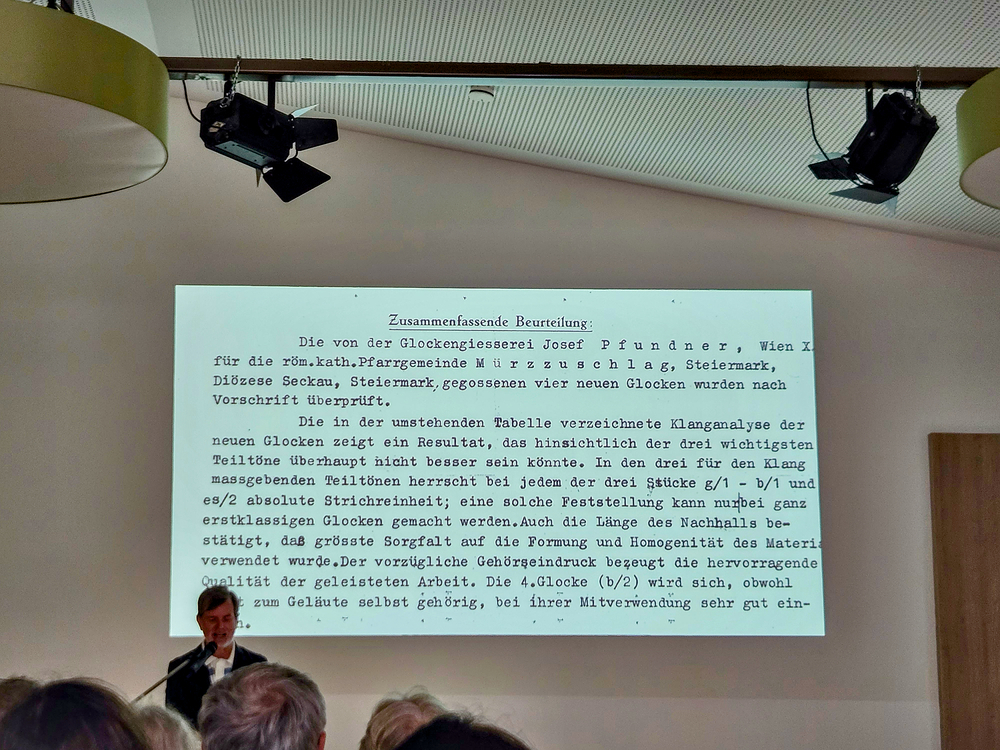 Zusammenfassende Beurteilung:
Die von der Glockengiesserei Josef P f u n d n e r , Wien X.
für die röm.kath.Pfarrgemeinde M ü r z z u s c h l a g, Steiermark,
Diözese Seckau, Steiermark, gegossenen vier neuen Glocken wurden nach
Vorschrift überprüft.
Die in der umstehenden Tabelle verzeichnete Klanganalyse der
neuen Glocken zeigt ein Resultat, das hinsichtlich der drei wichtigsten
Teiltöne überhaupt nicht besser sein könnte. In den drei für den Klang
massgebenden Teiltönen herrscht bei jedem der drei Stücke g/1 - b/1 und
es/2 absolute Strichreinheit; eine solche Feststellung kann nur bei ganz
erstklassigen Glocken gemacht werden.Auch die Länge des Nachhalls be-
stätigt, daß grösste Sorgfalt auf die Formung und Homogenität des Materia
verwendet wurde.Der vorzügliche Gehörseindruck bezeugt die hervorragende
Qualität der geleisteten Arbeit. Die 4.Glocke (b/2) wird sich, obwohl
t zum Geläute selbst gehörig, bei ihrer Mitverwendung sehr gut ein-
n.